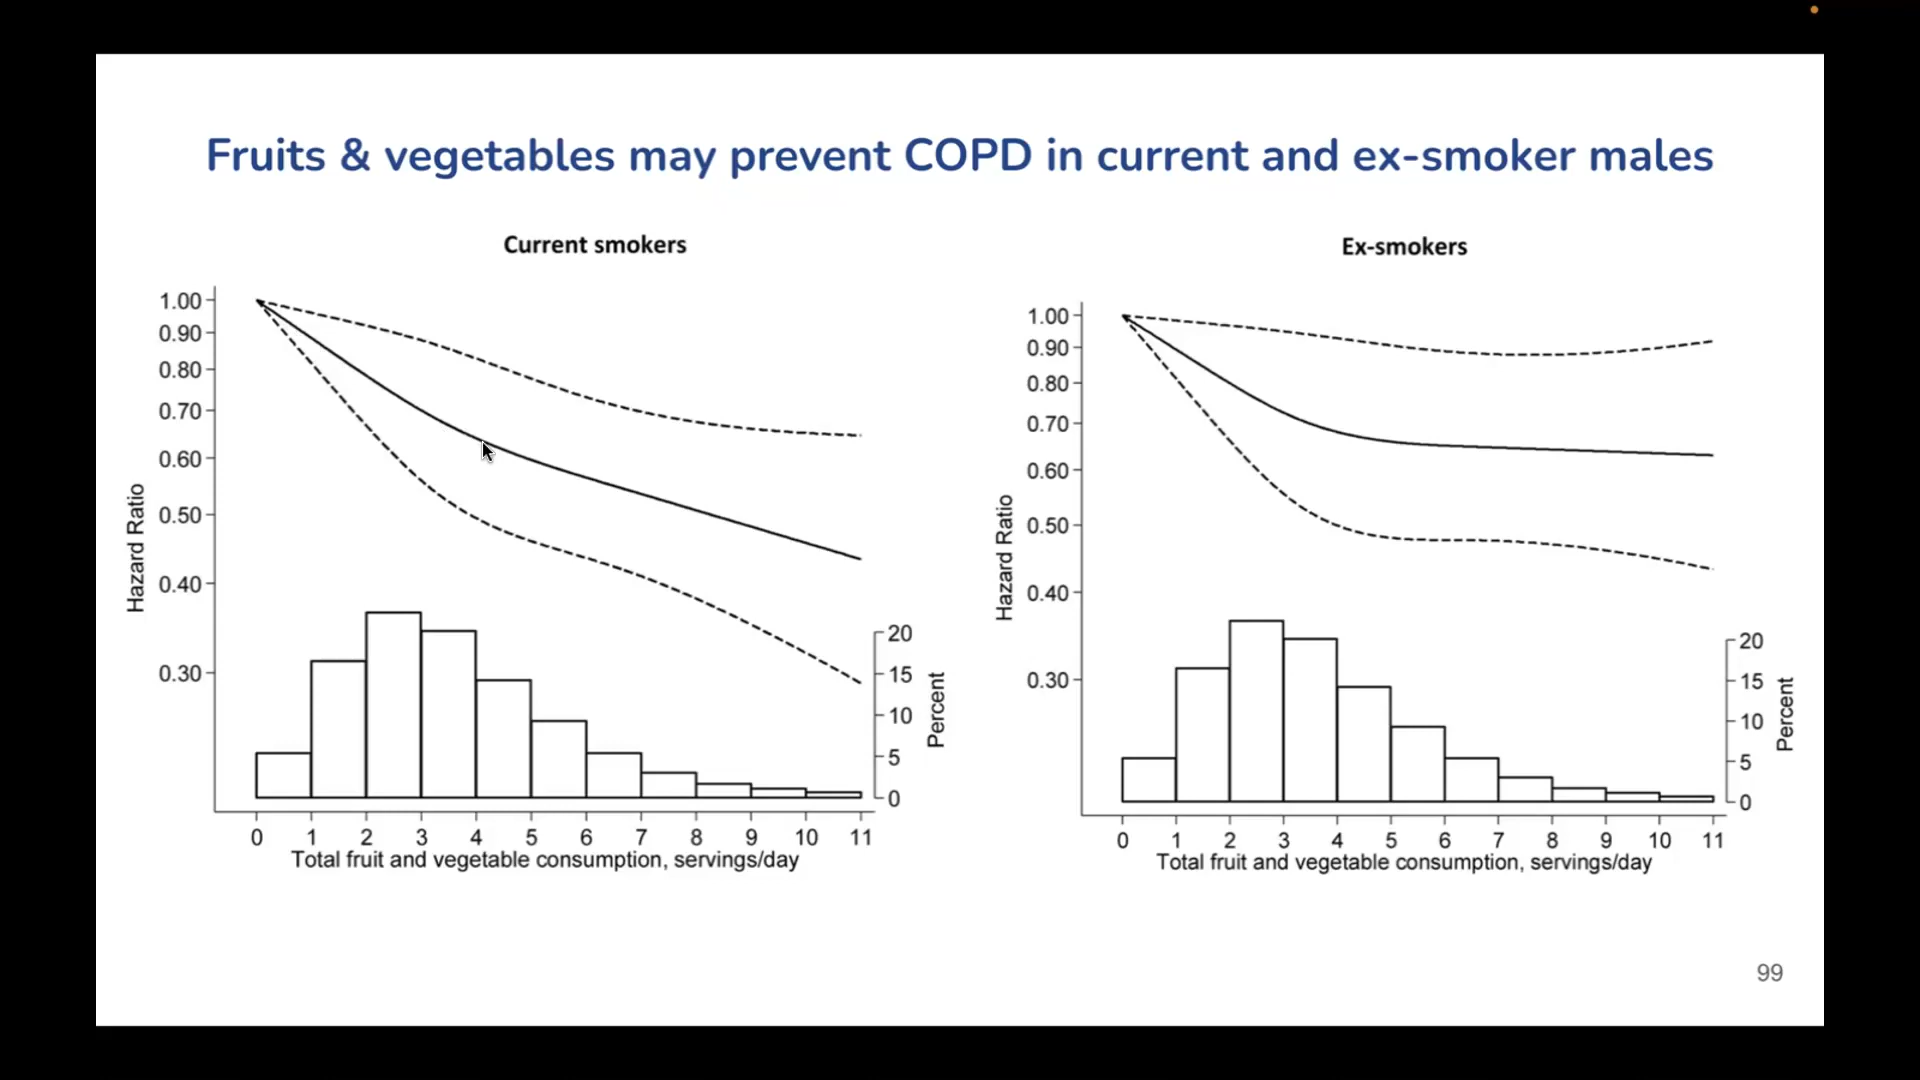 Fruits & vegetables may prevent COPD in current and ex-smoker males
Current smokers
1.00
0.90
0.80
0.70
0.60
0.50
0.40
0.30
Hazard Ratio
20
15
10
5
0
Percent
0 1 2 3 4 5 6 7 8 9 10 11
Total fruit and vegetable consumption, servings/day
Ex-smokers
1.00
0.90
0.80
0.70
0.60
0.50
0.40
0.30
Hazard Ratio
20
15
10
5
0
Percent
0 1 2 3 4 5 6 7 8 9 10 11
Total fruit and vegetable consumption, servings/day
99